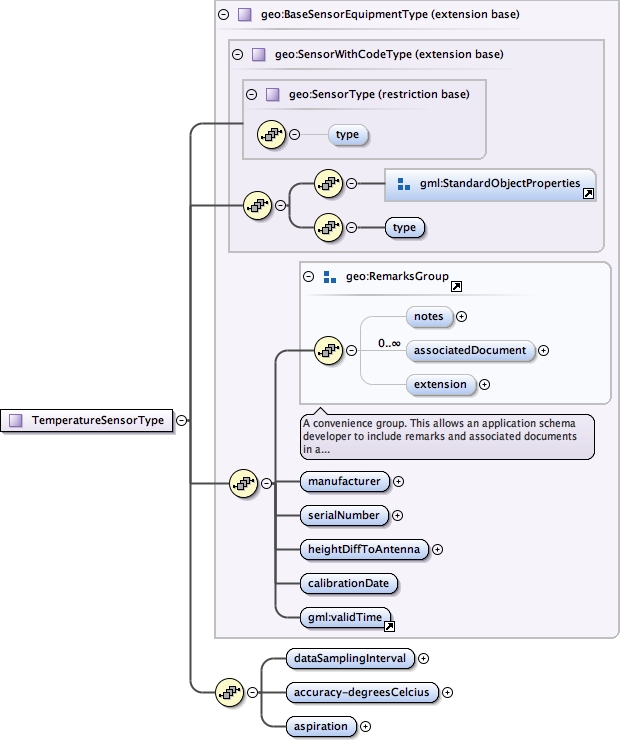 geo:BaseSensorEquipmentType (extension base)
geo:SensorWithCodeType (extension base)
geo:SensorType (restriction base)
type
gml:StandardObjectProperties
type
geo:RemarksGroup
notes
0..∞
associatedDocument
extension
TemperatureSensorType
A convenience group. This allows an application schema
developer to include remarks and associated documents
in a...
manufacturer
serialNumber
heightDiffToAntenna
calibrationDate
gml:validTime
dataSamplingInterval
accuracy-degreesCelcius
aspiration